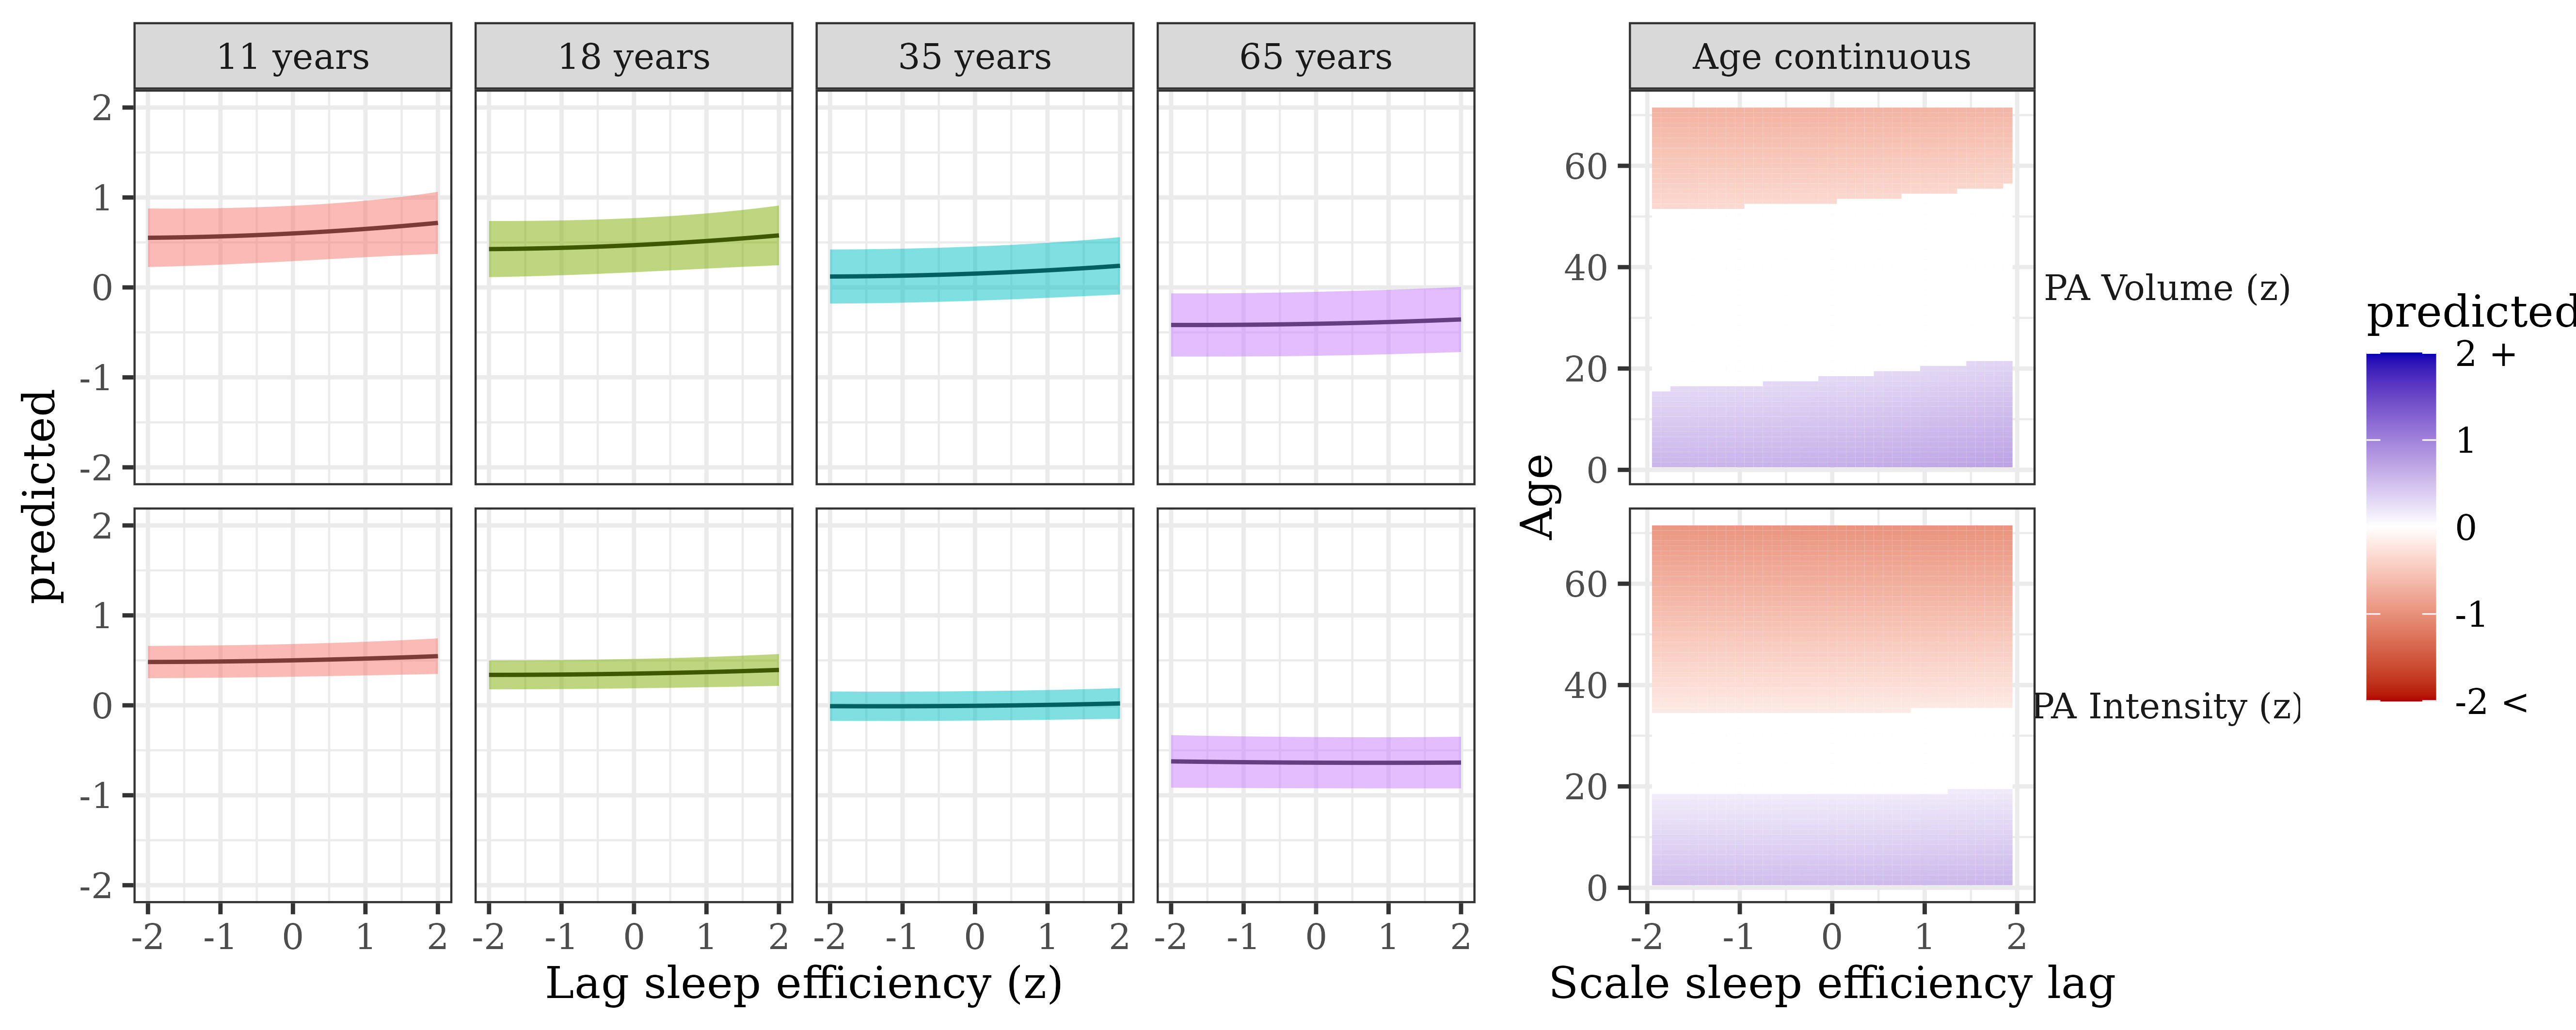 11 years 18 years 35 years 65 years Age continuous
2
1
0
-1
-2
60
40
20
0
PA Volume (z)
2
1
0
-1
-2
60
40
20
0
PA Intensity (z)
predicted
Age
-2 -1 0 1 2 -2 -1 0 1 2 -2 -1 0 1 2 -2 -1 0 1 2 -2 -1 0 1 2
Lag sleep efficiency (z)
Scale sleep efficiency lag
predicted
2 +
1
0
-1
-2 <